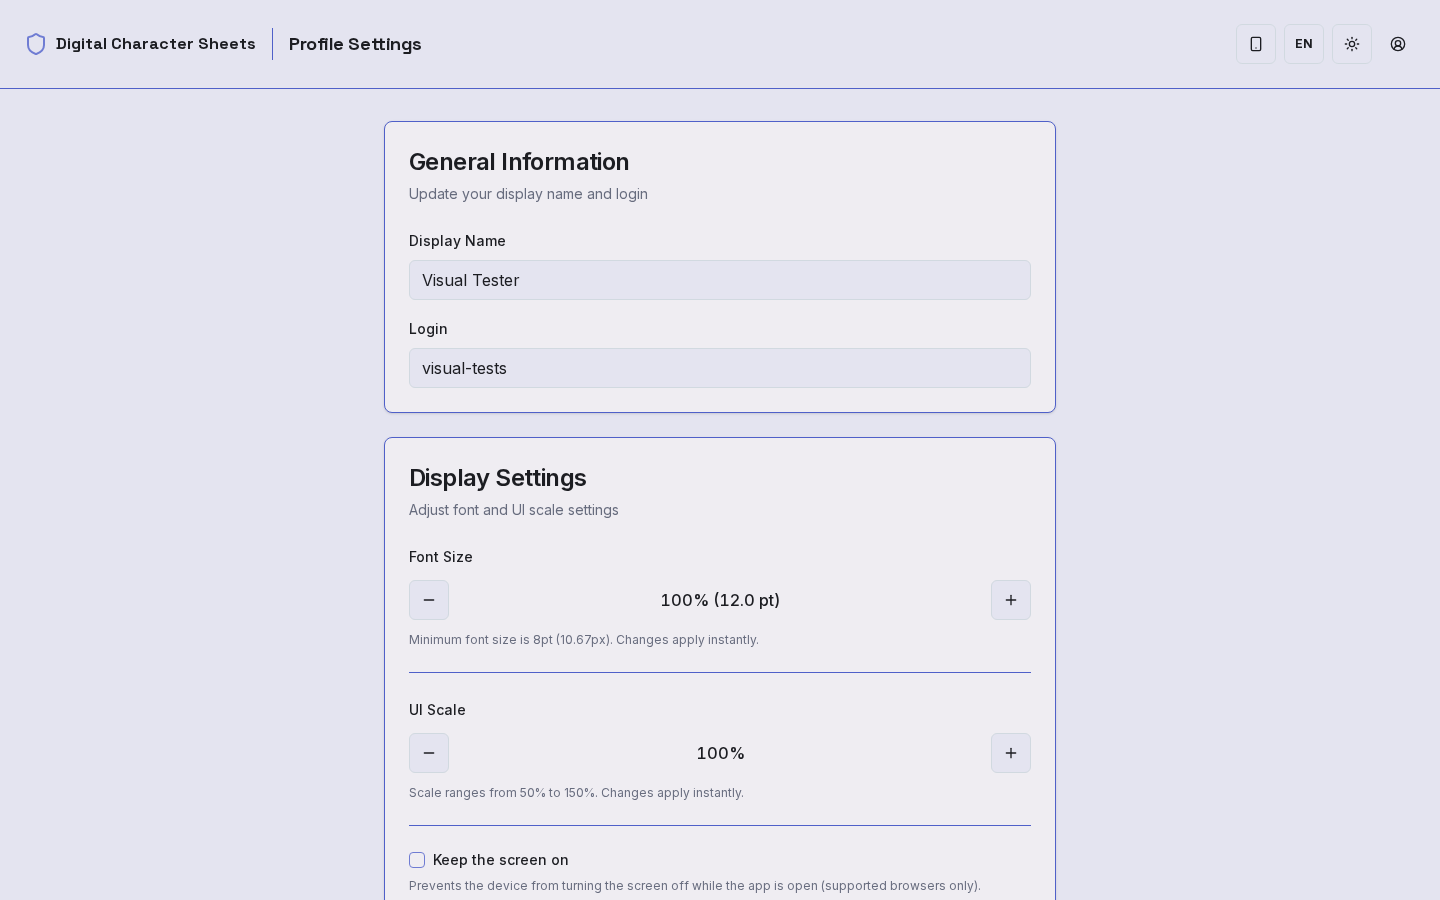 Digital Character Sheets
Profile Settings
EN
General Information
Update your display name and login
Display Name
Visual Tester
Login
visual-tests
Display Settings
Adjust font and UI scale settings
Font Size
100% (12.0 pt)
Minimum font size is 8pt (10.67px). Changes apply instantly.
UI Scale
100%
Scale ranges from 50% to 150%. Changes apply instantly.
Keep the screen on
Prevents the device from turning the screen off while the app is open (supported browsers only).